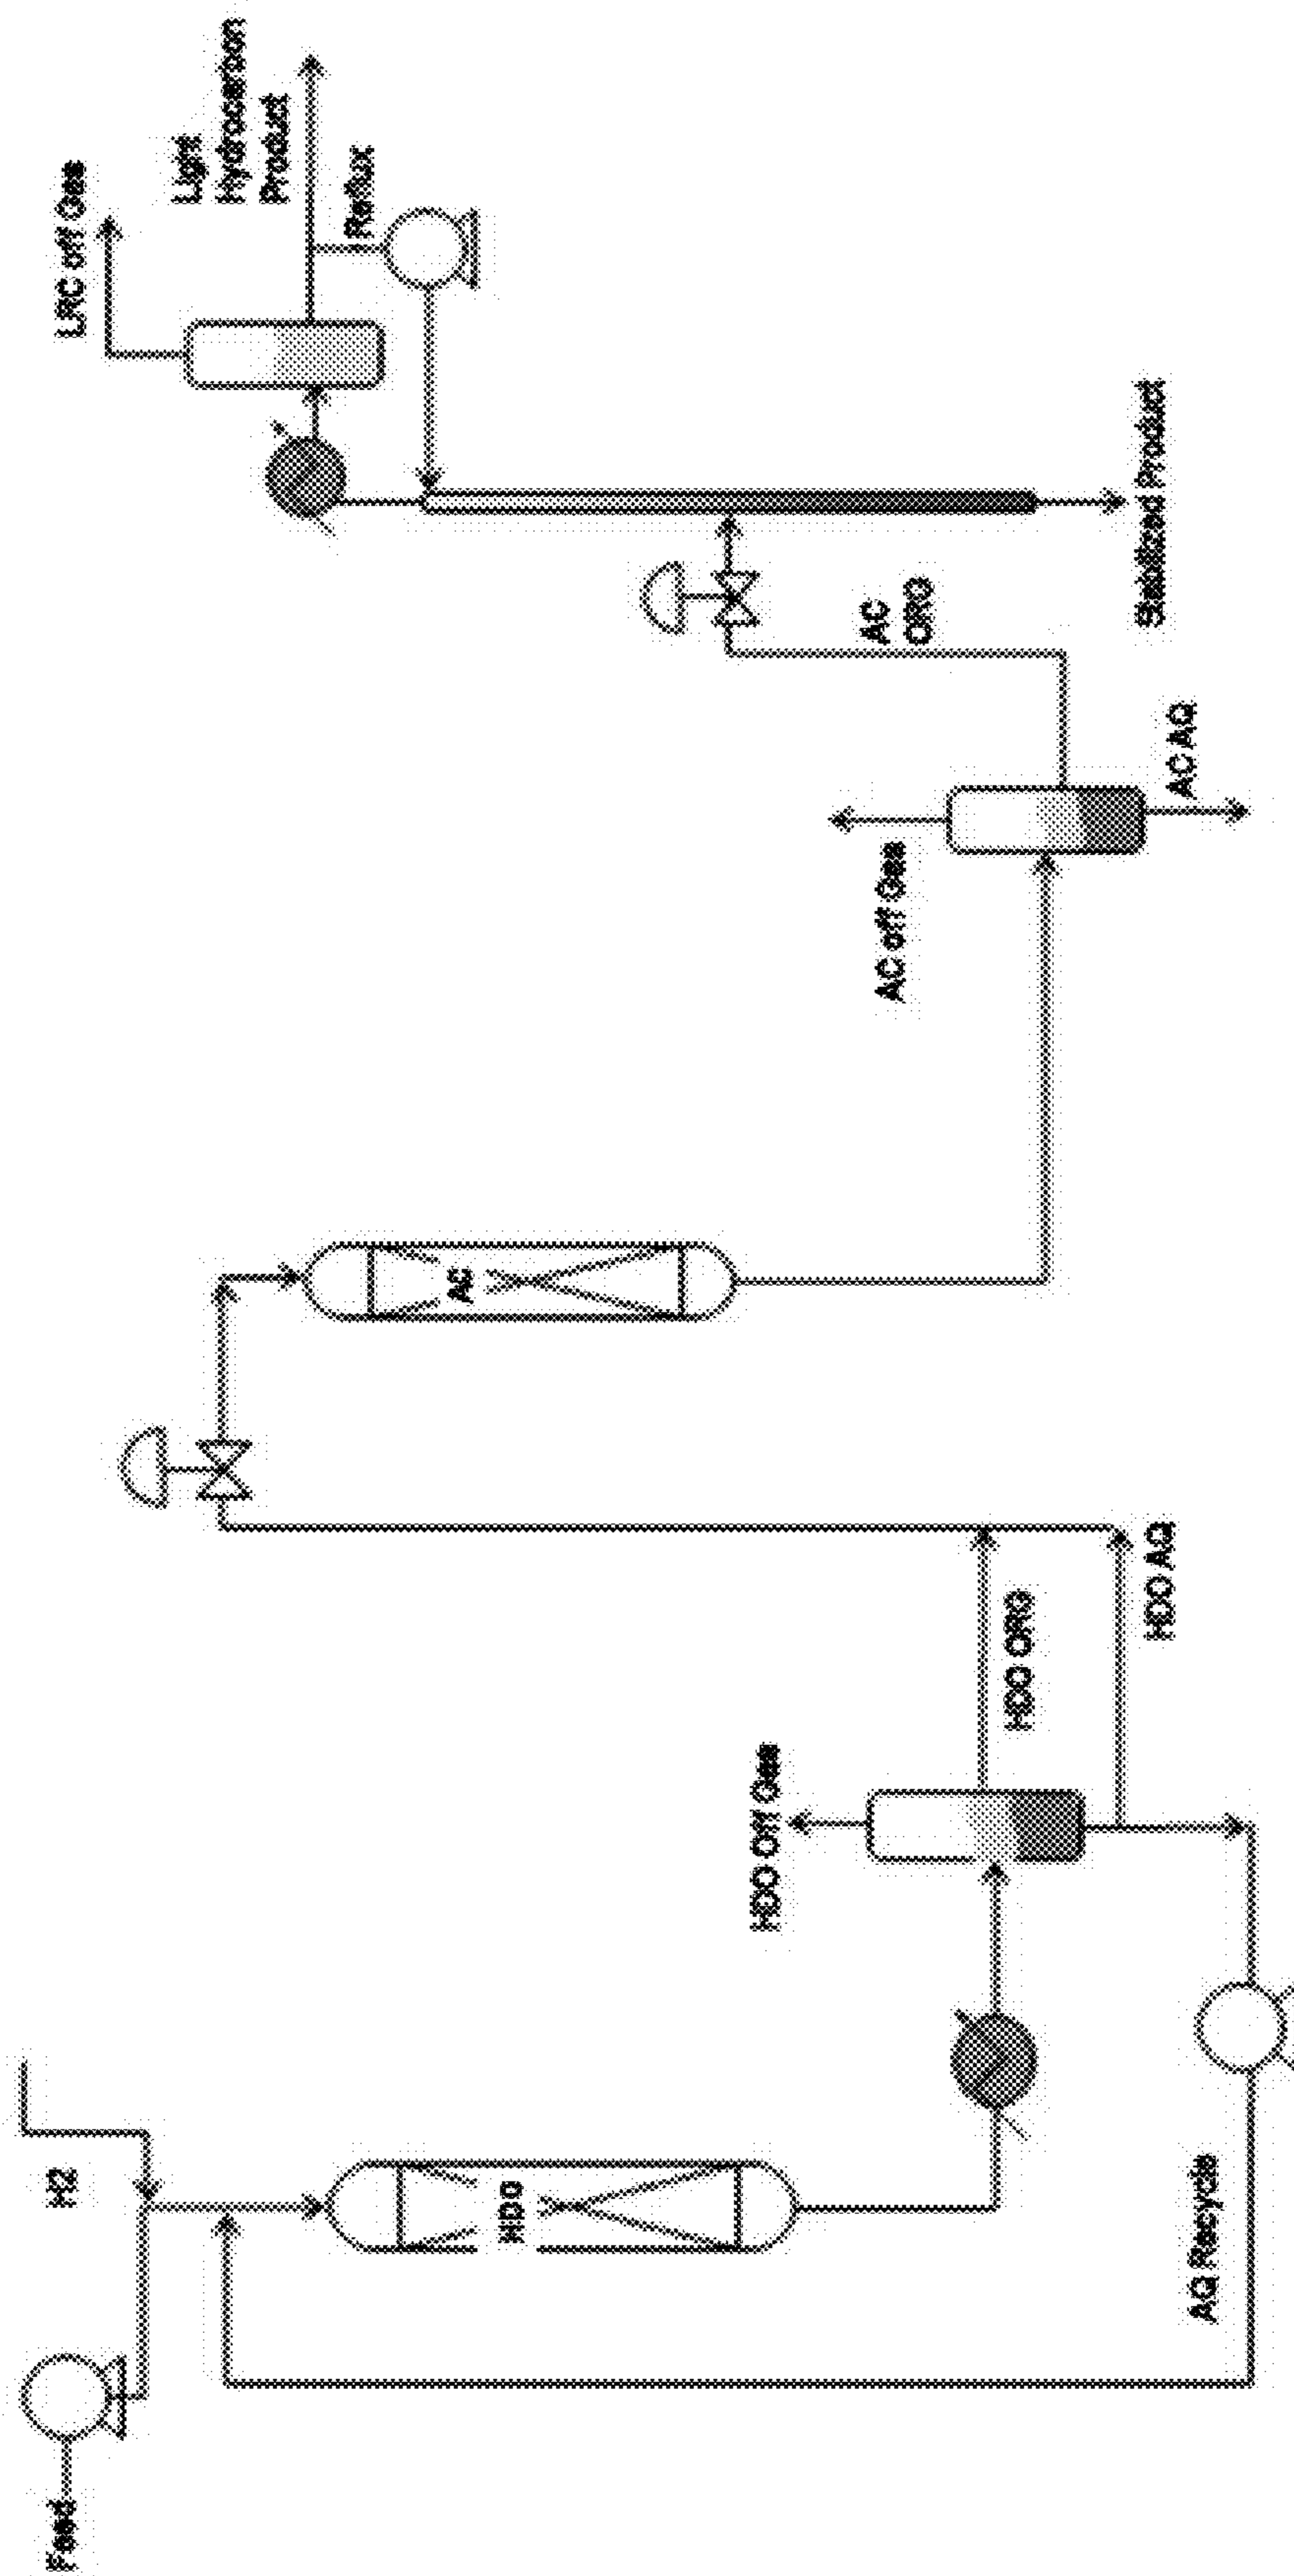 Feed
H2
HDO
AQ Recycle
HDO Off Gas
HDO ORG
HDO AQ
AC
AC off Gas
AC AQ
AC
ORG
Stabilized Product
LRC off Gas
Light
Hydrocarbon
Product
Reflux